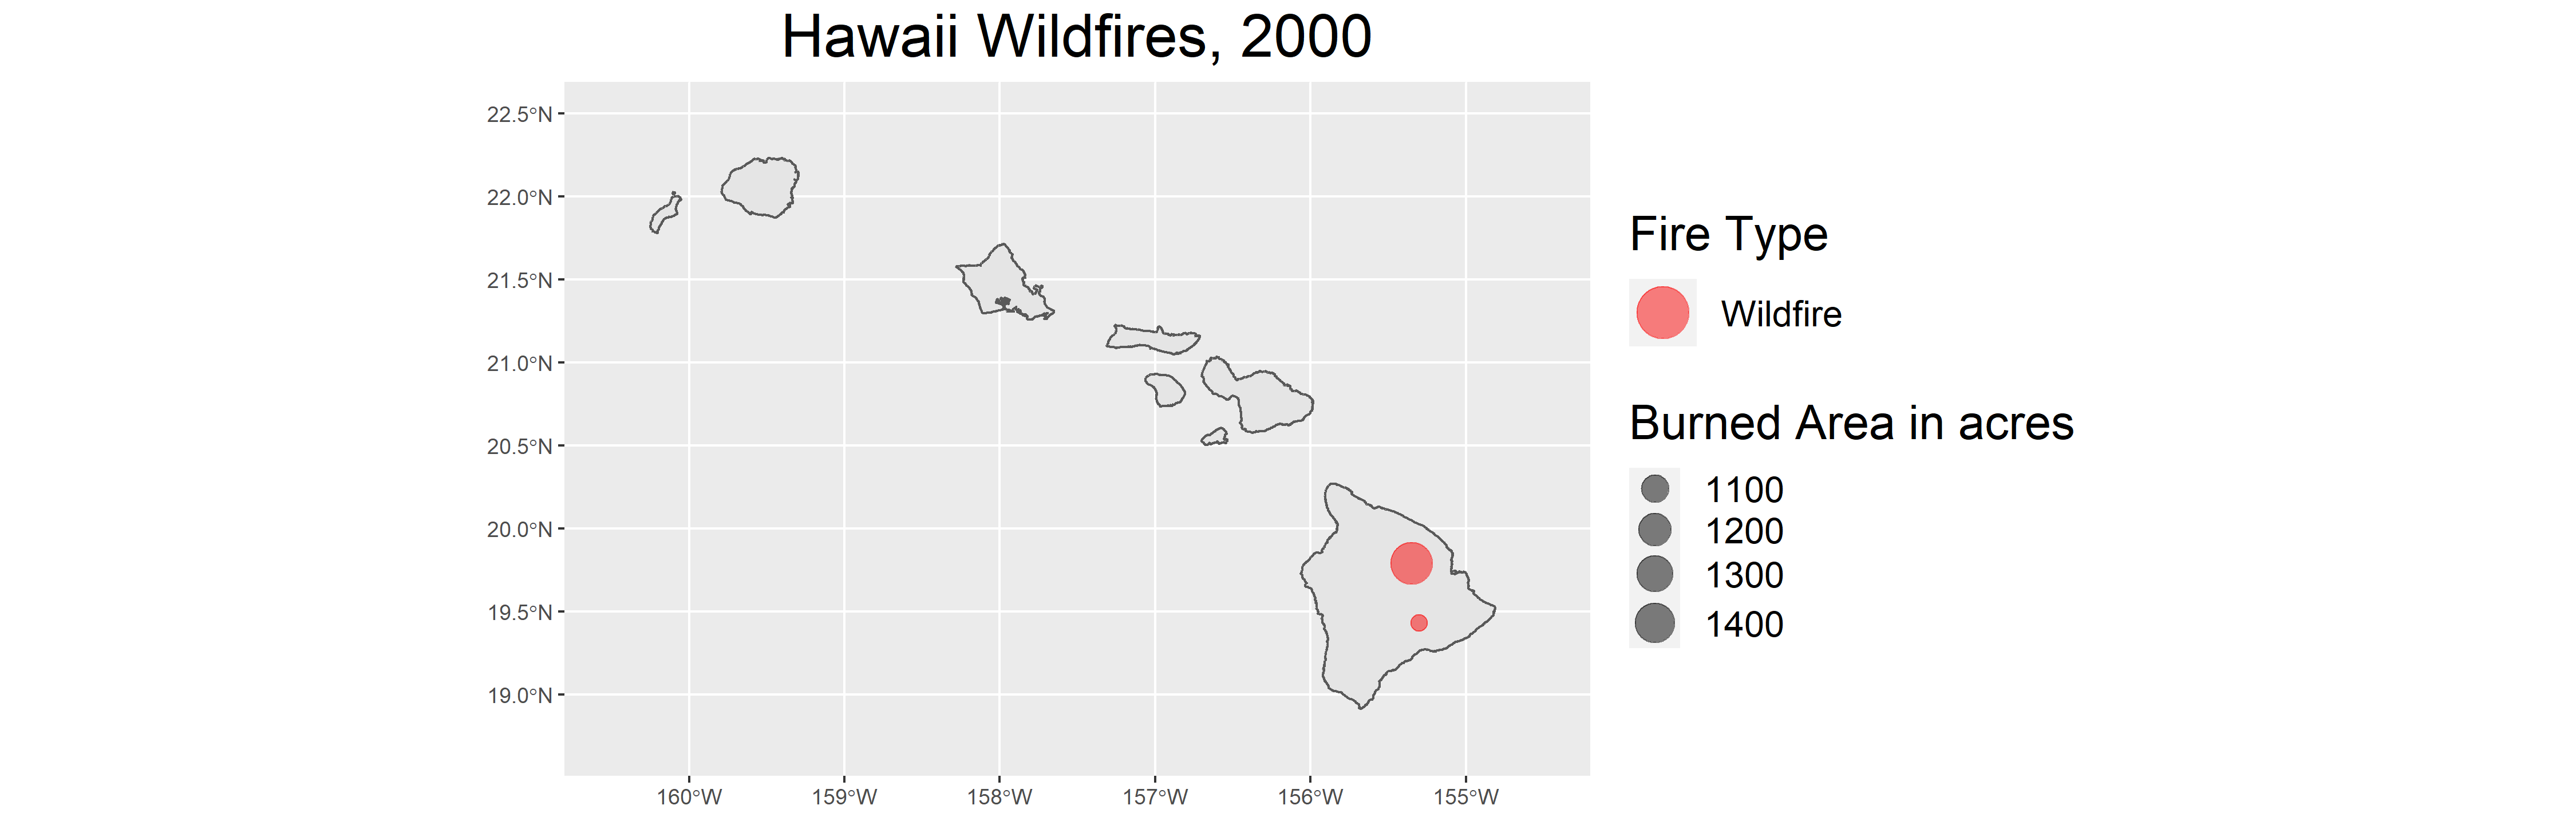 Hawaii Wildfires, 2000
22.5°N
22.0°N
21.5°N
21.0°N
20.5°N
20.0°N
19.5°N
19.0°N
160°W 159°W 158°W 157°W 156°W 155°W
Fire Type
Wildfire
Burned Area in acres
1100
1200
1300
1400